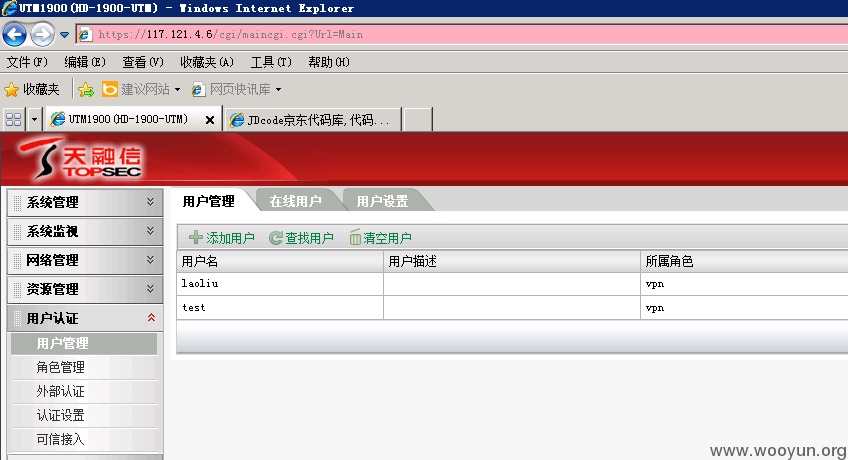 UTM1900(HD-1900-UTM) - Windows Internet Explorer
https://117.121.4.6/cgi/maincgi.cgi?Url=Main
文件(F) 编辑(E) 查看(V) 收藏夹(A) 工具(T) 帮助(H)
收藏夹 建议网站 网页快讯库
UTM1900(HD-1900-UTM) JDcode京东代码库,代码...
天融信
TOPSEC
系统管理
系统监视
网络管理
资源管理
用户认证
用户管理
角色管理
外部认证
认证设置
可信接入
用户管理 在线用户 用户设置
添加用户 查找用户 清空用户
用户名 用户描述 所属角色
laoliu vpn
test vpn
www.wooyun.org